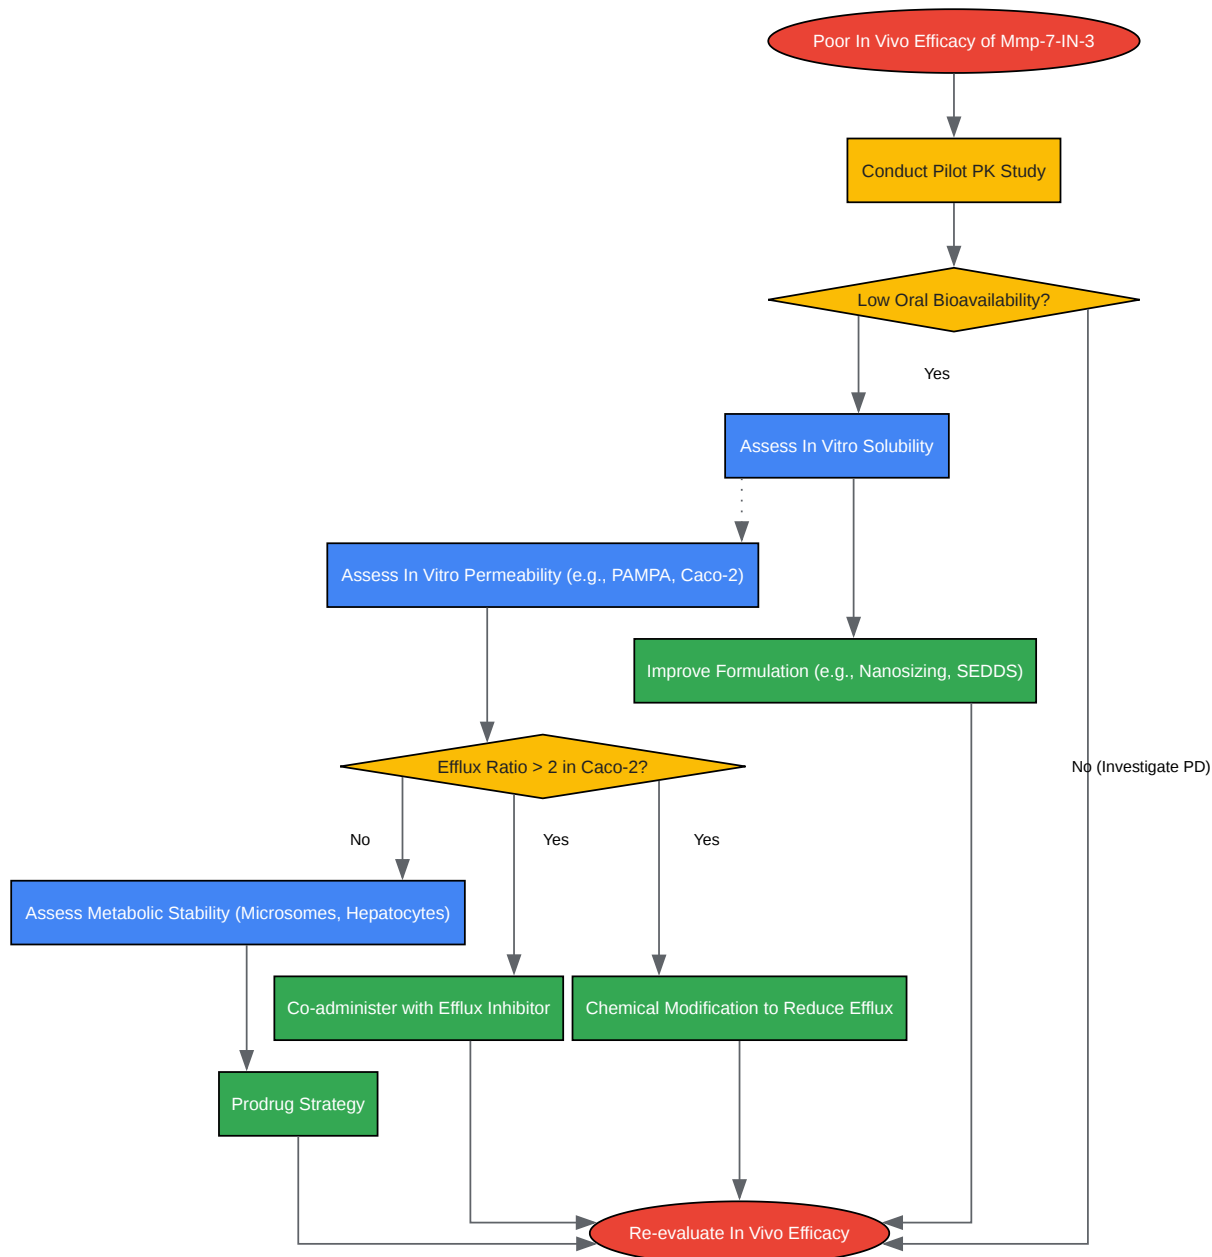 Poor In Vivo Efficacy of Mmp-7-IN-3
Conduct Pilot PK Study
Low Oral Bioavailability?
Yes
Assess In Vitro Solubility
Assess In Vitro Permeability (e.g., PAMPA, Caco-2)
Improve Formulation (e.g., Nanosizing, SEDDS)
Efflux Ratio > 2 in Caco-2?
No (Investigate PD)
No
Yes
Yes
Assess Metabolic Stability (Microsomes, Hepatocytes)
Co-administer with Efflux Inhibitor
Chemical Modification to Reduce Efflux
Prodrug Strategy
Re-evaluate In Vivo Efficacy